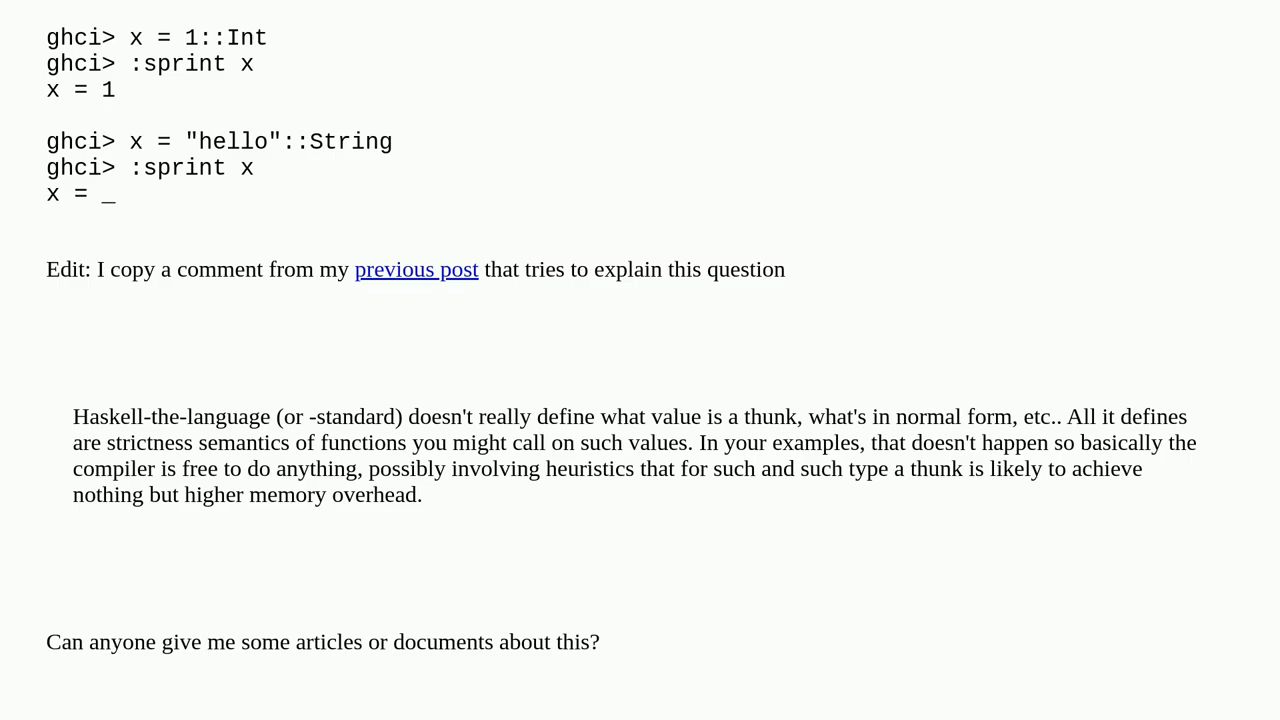 ghci> x = 1::Int
ghci> :sprint x
x = 1
ghci> x = "hello"::String
ghci> :sprint x
x = _
Edit: I copy a comment from my previous post that tries to explain this question
Haskell-the-language (or -standard) doesn't really define what value is a thunk, what's in normal form, etc.. All it defines
are strictness semantics of functions you might call on such values. In your examples, that doesn't happen so basically the
compiler is free to do anything, possibly involving heuristics that for such and such type a thunk is likely to achieve
nothing but higher memory overhead.
Can anyone give me some articles or documents about this?